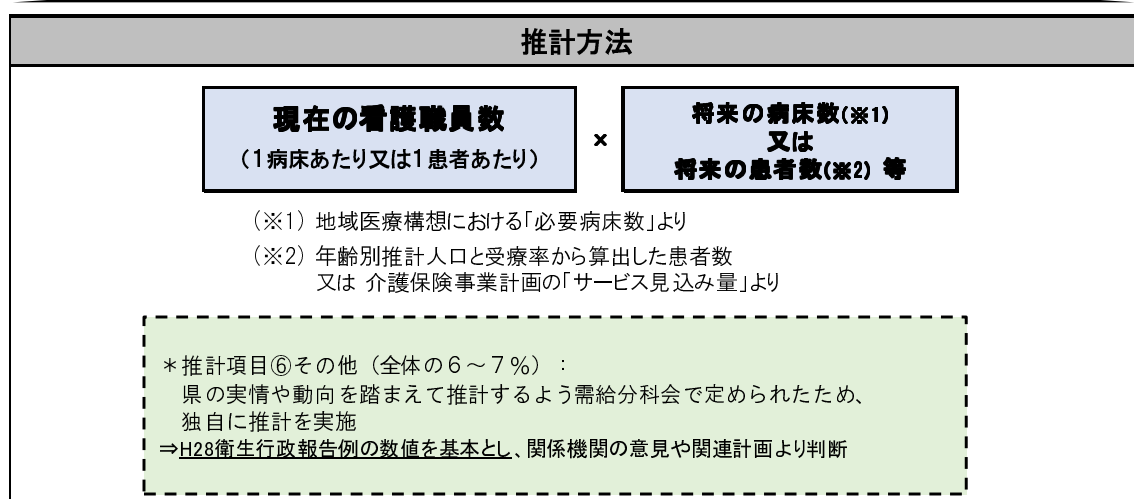 推計方法
現在の看護職員数
（1病床あたり又は1患者あたり）
×
将来の病床数(※1)
又は
将来の患者数(※2) 等
（※1） 地域医療構想における「必要病床数」より
（※2） 年齢別推計人口と受療率から算出した患者数
又は 介護保険事業計画の「サービス見込み量」より
＊推計項目⑥その他（全体の６～７％）：
県の実情や動向を踏まえて推計するよう需給分科会で定められたため、
独自に推計を実施
⇒H28衛生行政報告例の数値を基本とし、関係機関の意見や関連計画より判断